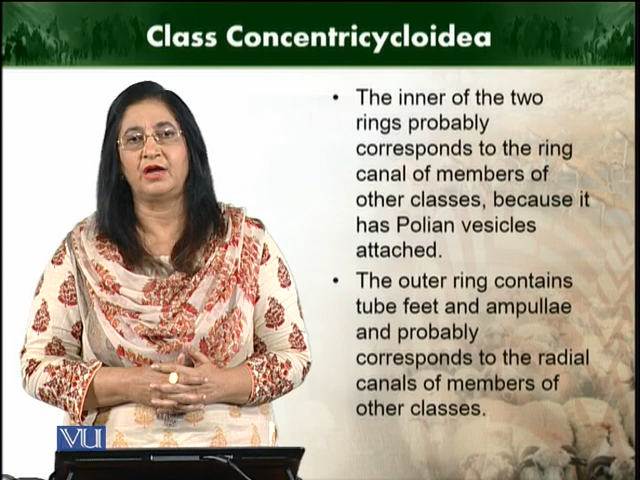 Class Concentricycloidea
• The inner of the two
rings probably
corresponds to the ring
canal of members of
other classes, because it
has Polian vesicles
attached.
• The outer ring contains
tube feet and ampullae
and probably
corresponds to the radial
canals of members of
other classes.
VU